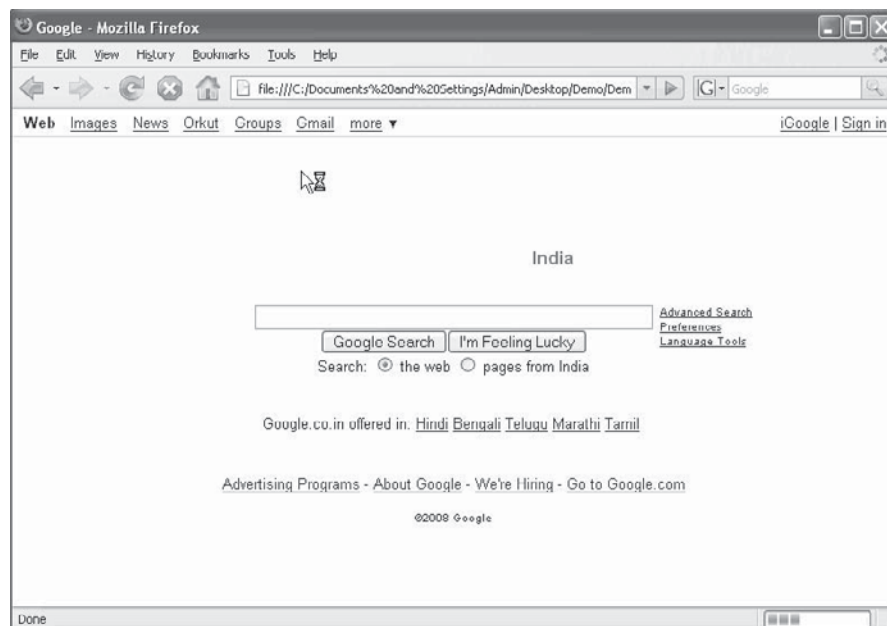 Google - Mozilla Firefox
File Edit View History Bookmarks Tools Help
file:///C:/Documents%20and%20Settings/Admin/Desktop/Demo/Dem G Google
Web Images News Orkut Groups Gmail more ▼ iGoogle | Sign in
India
Advanced Search
Preferences
Language Tools
Google Search I'm Feeling Lucky
Search: the web pages from India
Google.co.in offered in: Hindi Bengali Telugu Marathi Tamil
Advertising Programs - About Google - We're Hiring - Go to Google.com
©2008 Google
Done